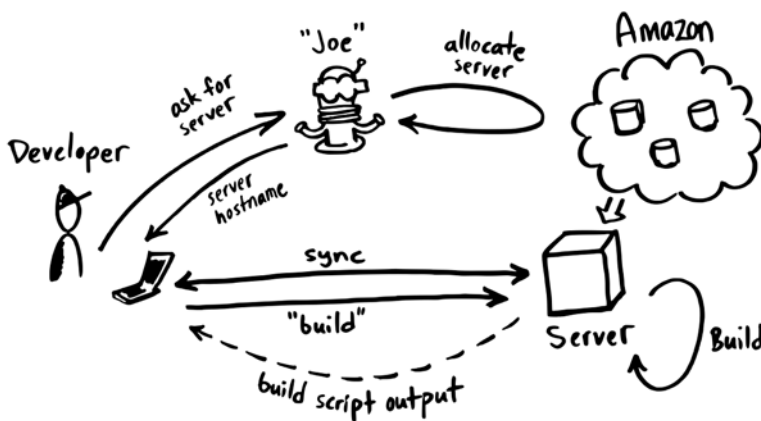 "Joe"
allocate
server
Amazon
ask for
server
Developer
server
hostname
sync
"build"
Server
Build
build script output